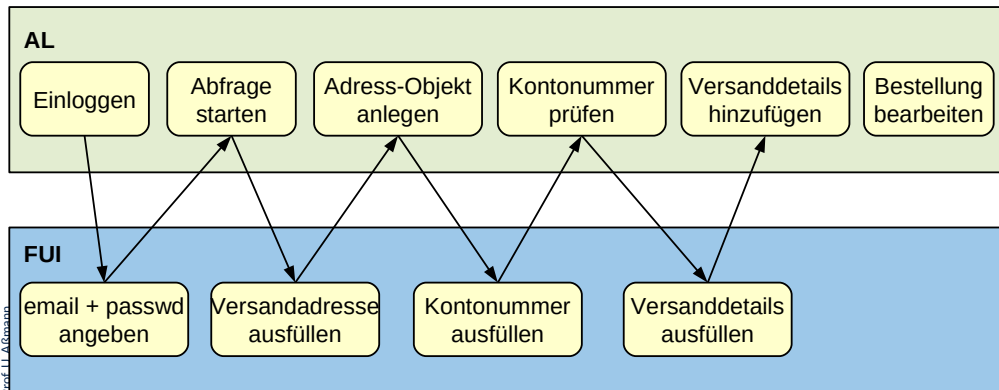 AL
Einloggen
Abfrage
starten
Adress-Objekt
anlegen
Kontonummer
prüfen
Versanddetails
hinzufügen
Bestellung
bearbeiten
FUI
email + passwd
angeben
Versandadresse
ausfüllen
Kontonummer
ausfüllen
Versanddetails
ausfüllen
Aßmann